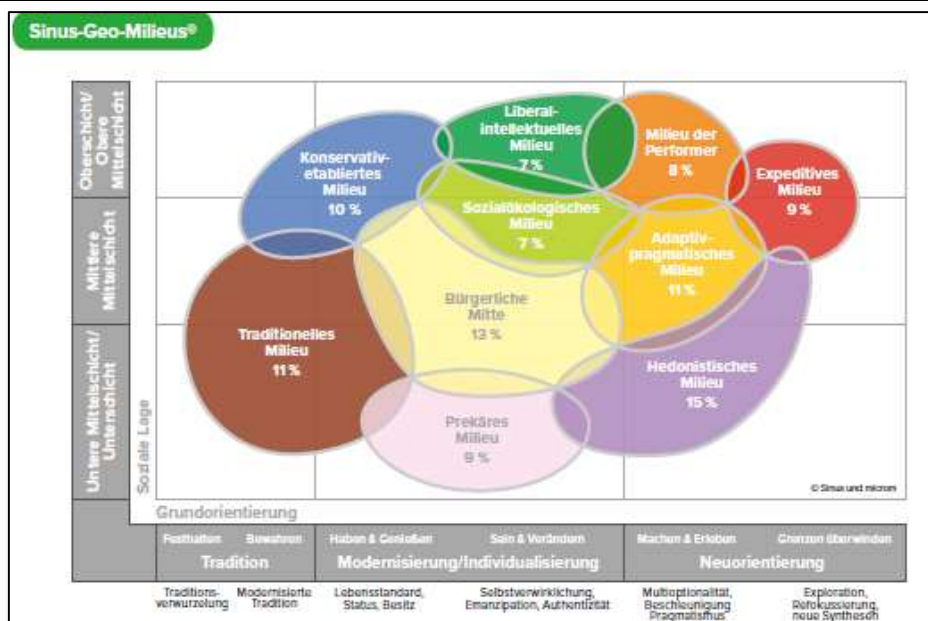 Sinus-Geo-Milieus®
Oberschicht/
Obere
Mittelschicht
Mittlere
Mittelschicht
Untere Mittelschicht/
Unterschicht
Soziale Lage
Konservativ-
etabliertes
Milieu
10 %
Liberal-
intellektuelles
Milieu
7 %
Milieu der
Performer
8 %
Expeditives
Milieu
9 %
Sozialökologisches
Milieu
7 %
Adaptiv-
pragmatisches
Milieu
11 %
Traditionelles
Milieu
11 %
Bürgerliche
Mitte
13 %
Hedonistisches
Milieu
15 %
Prekäres
Milieu
9 %
© Sinus und microm
Grundorientierung
Festhalten Bewahren Haben & Genießen Sein & Verändern Machen & Erleben Grenzen überwinden
Tradition Modernisierung/Individualisierung Neuorientierung
Traditions-
verwurzelung
Modernisierte
Tradition
Lebensstandard,
Status, Besitz
Selbstverwirklichung,
Emanzipation, Authentizität
Multioptionalität,
Beschleunigung
Pragmatismus
Exploration,
Refokussierung,
neue Synthesen